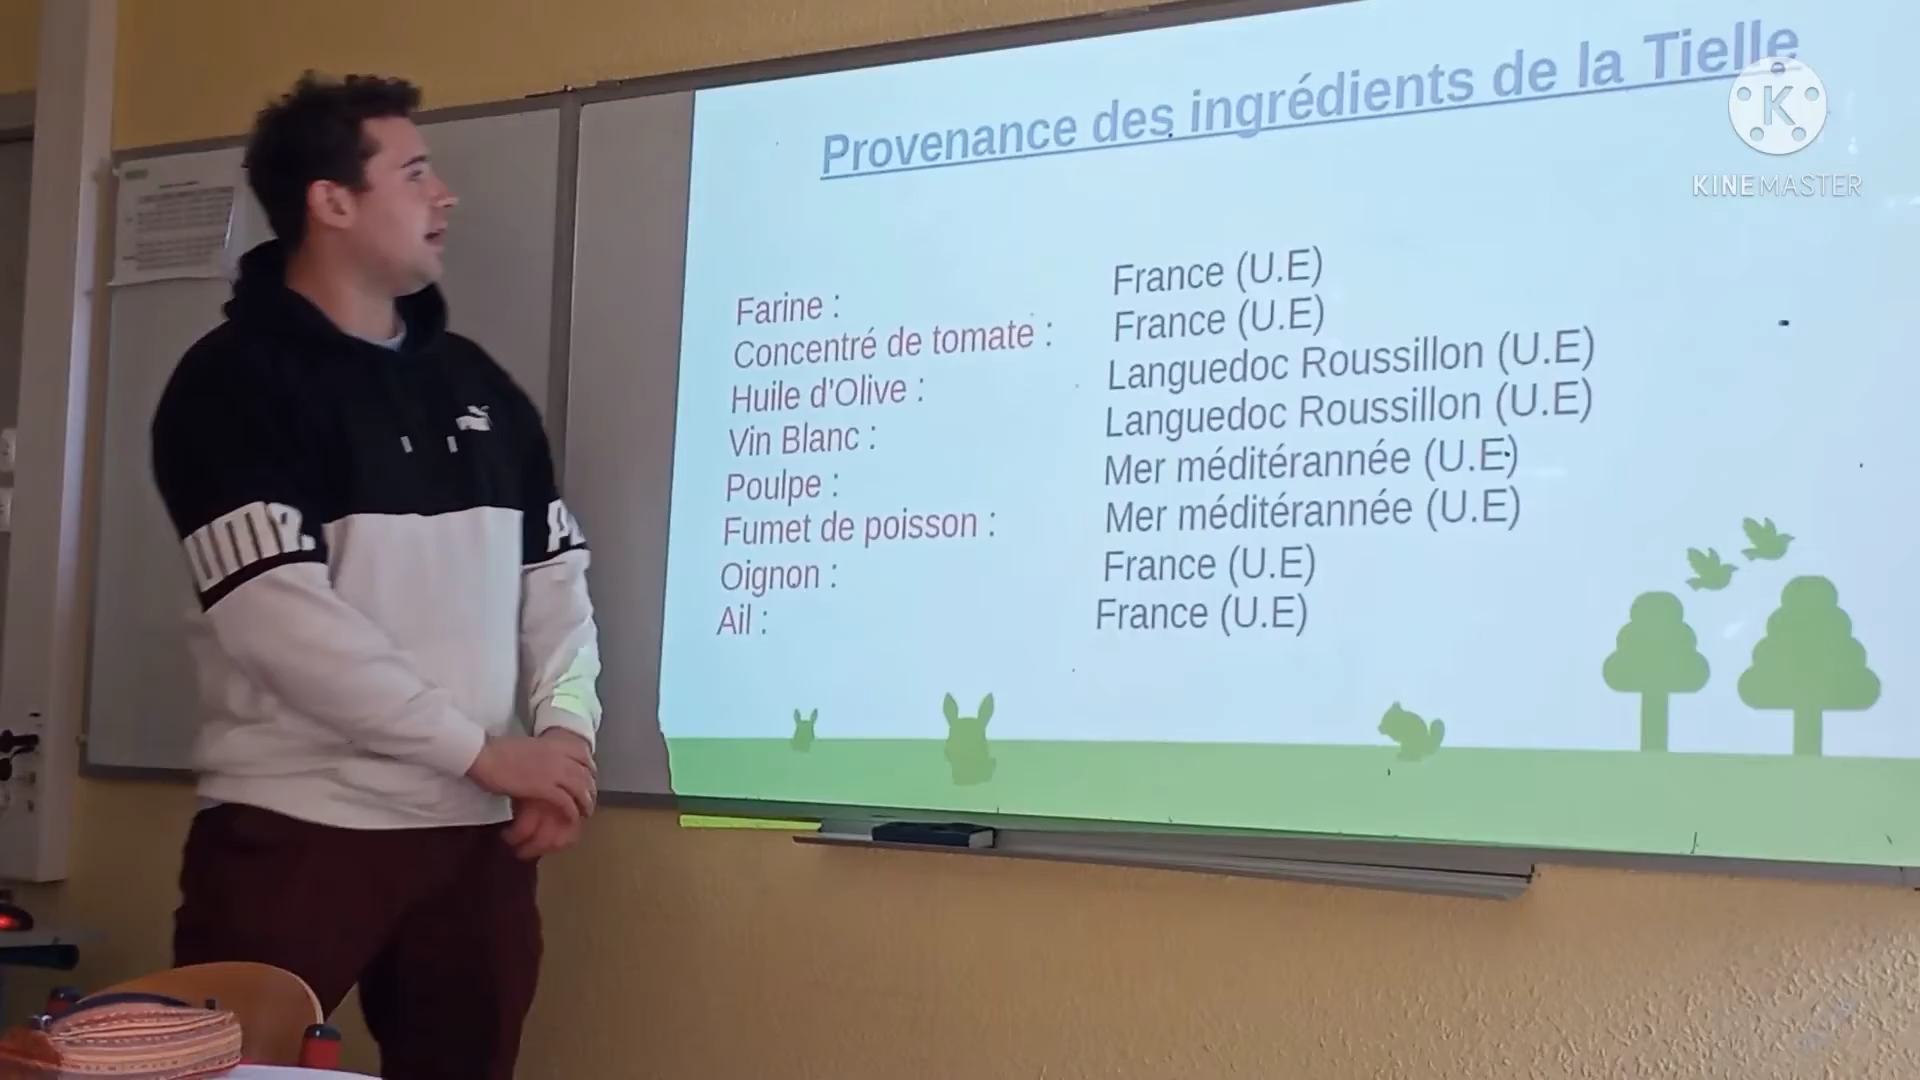 Provenance des ingrédients de la Tielle
KINEMASTER
Farine : France (U.E)
Concentré de tomate : France (U.E)
Huile d'Olive : Languedoc Roussillon (U.E)
Vin Blanc : Languedoc Roussillon (U.E)
Poulpe : Mer méditérannée (U.E)
Fumet de poisson : Mer méditérannée (U.E)
Oignon : France (U.E)
Ail : France (U.E)